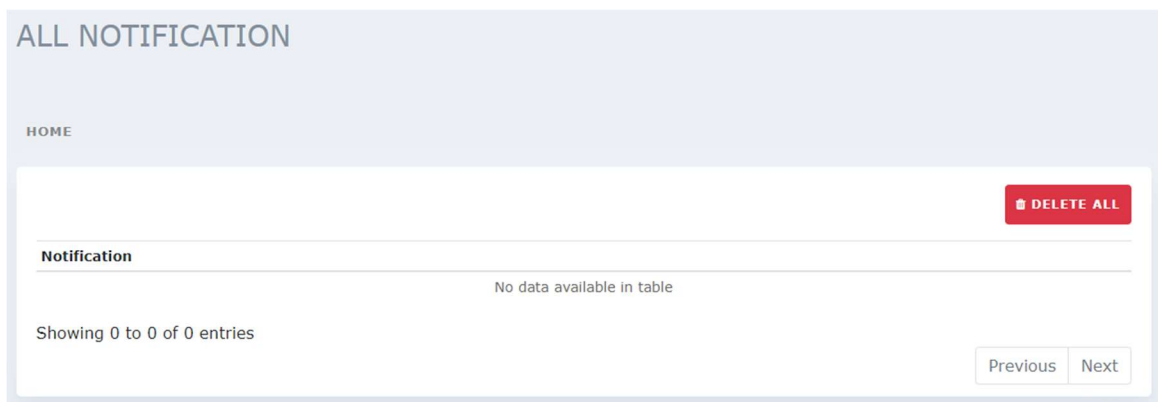 ALL NOTIFICATION
HOME
DELETE ALL
Notification
No data available in table
Showing 0 to 0 of 0 entries
Previous Next